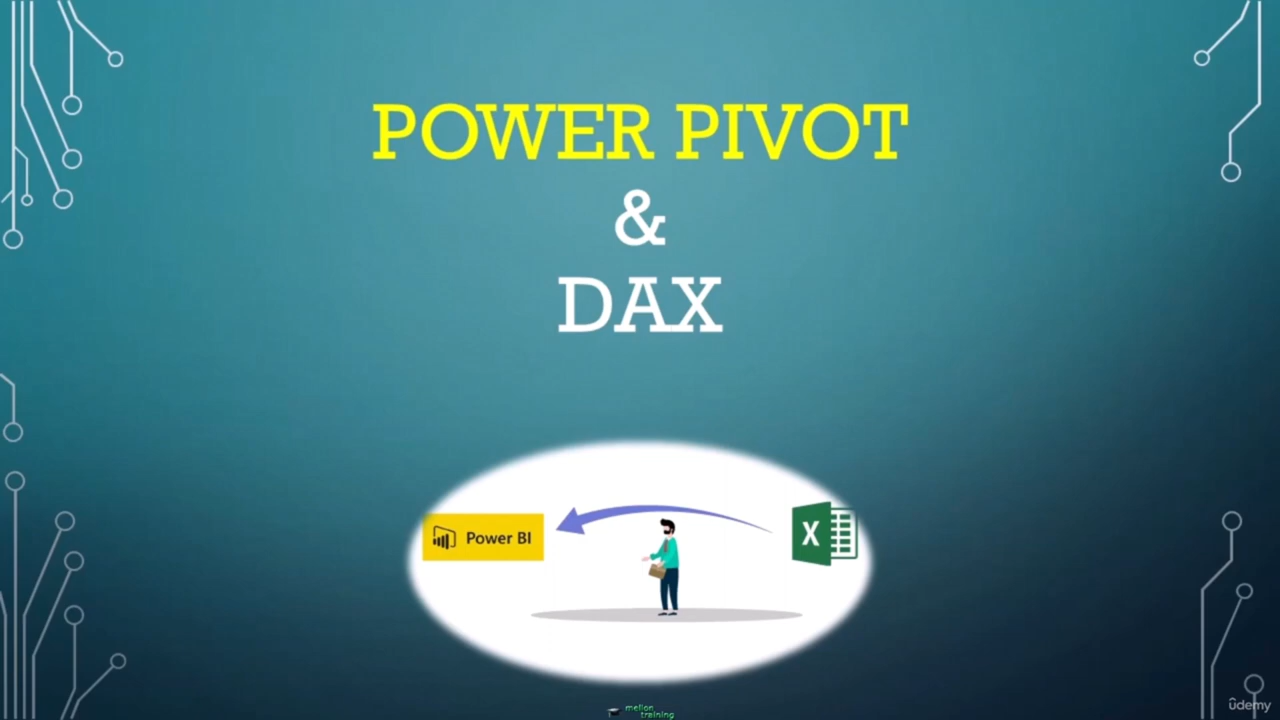 POWER PIVOT
&
DAX
Power BI
X
mellon
training
ûdemy